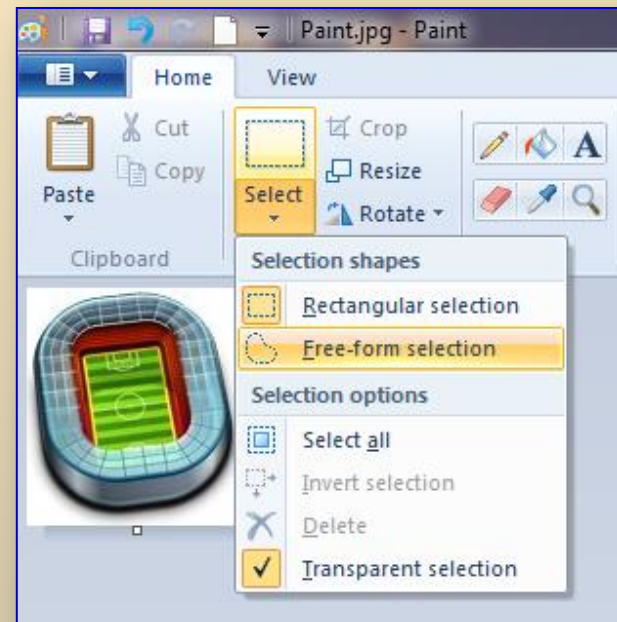 Paint.jpg - Paint
Home View
Cut
Copy
Paste
Clipboard
Select
Crop
Resize
Rotate
A
Selection shapes
Rectangular selection
Free-form selection
Selection options
Select all
Invert selection
Delete
Transparent selection